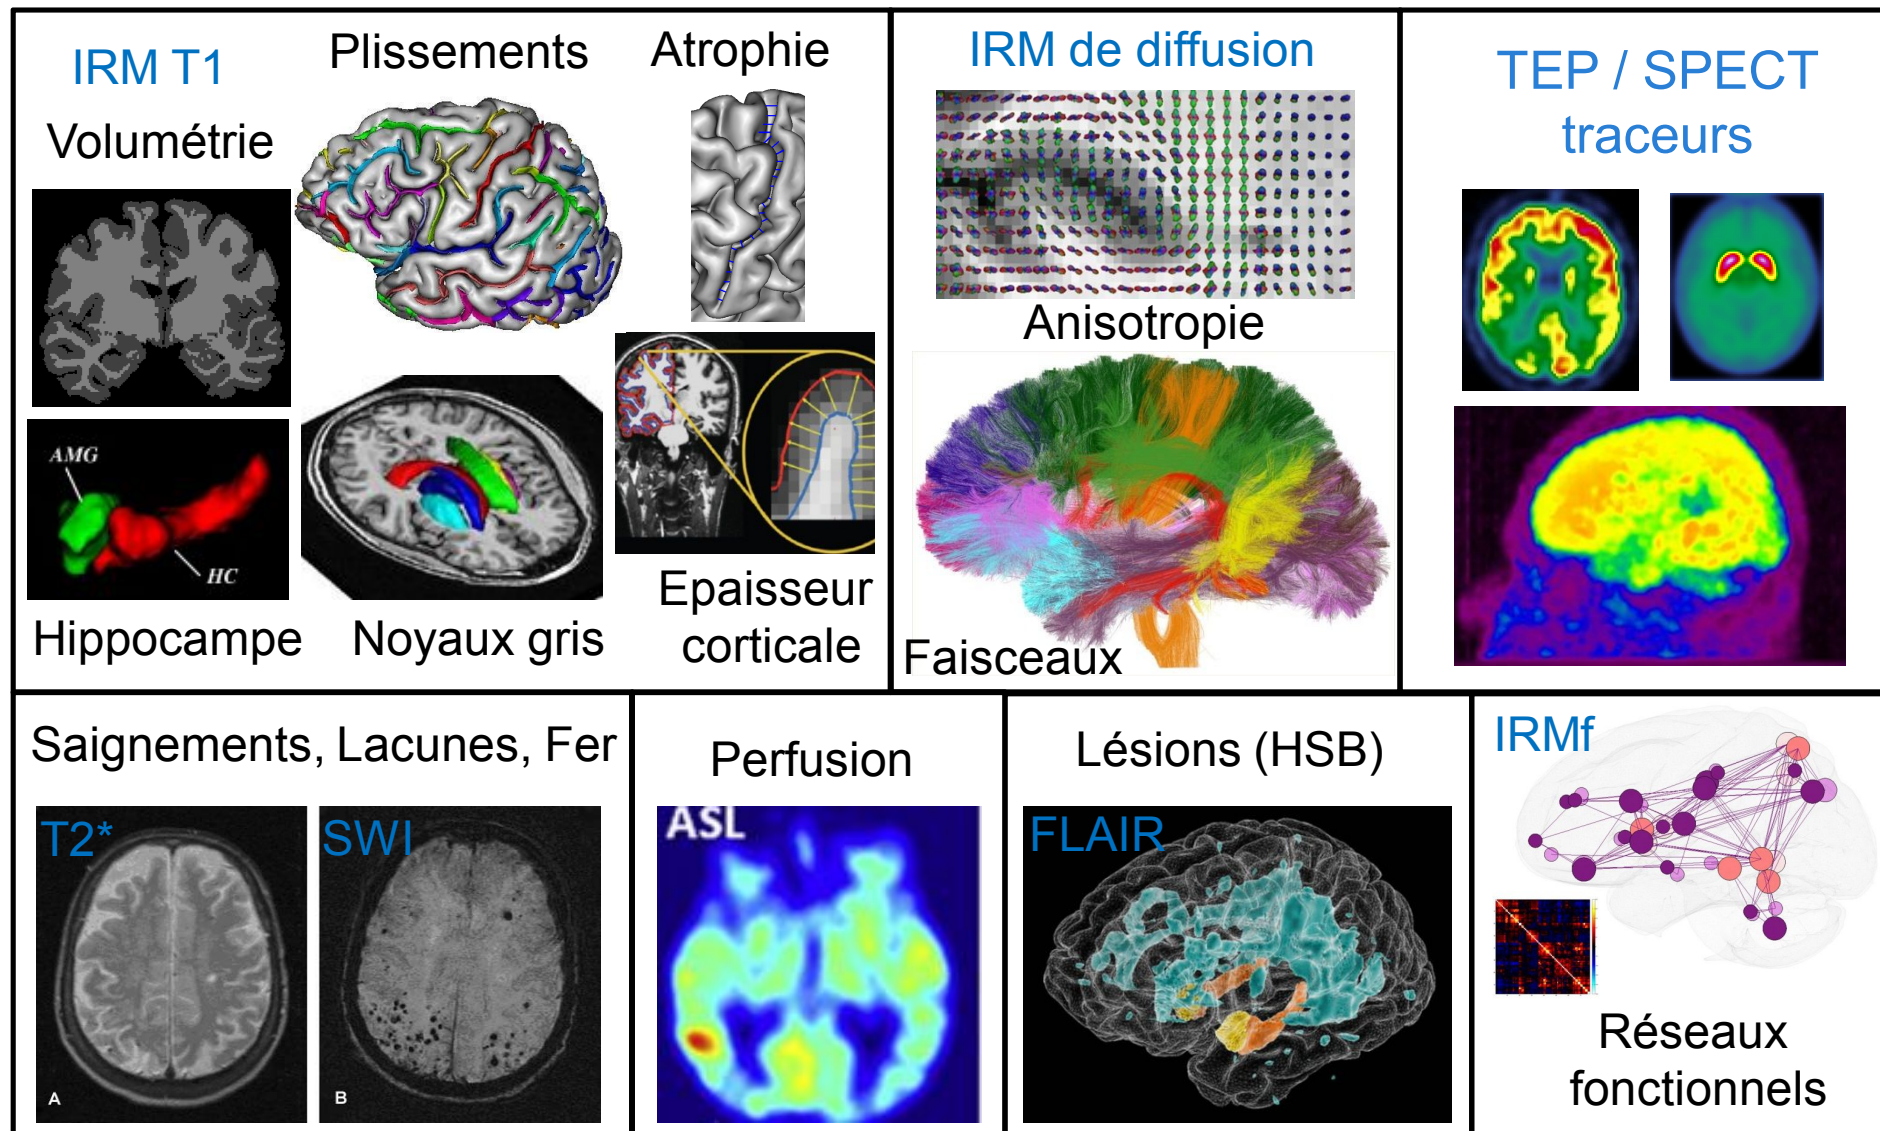 IRM T1
Volumétrie
Plissements
Atrophie
AMG
HC
Hippocampe
Noyaux gris
Epaisseur
corticale
IRM de diffusion
Anisotropie
Faisceaux
TEP / SPECT
traceurs
Saignements, Lacunes, Fer
T2*
A
SWI
B
Perfusion
ASL
Lésions (HSB)
FLAIR
IRMf
Réseaux
fonctionnels